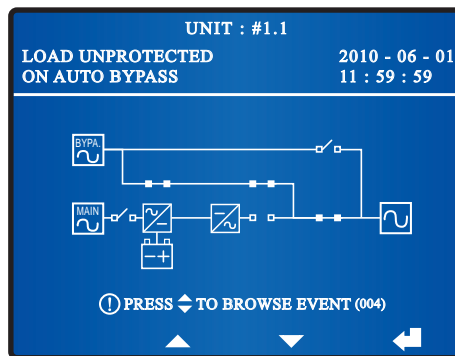 UNIT : #1.1
LOAD UNPROTECTED 2010 - 06 - 01
ON AUTO BYPASS 11 : 59 : 59
BYPA.
MAIN
PRESS TO BROWSE EVENT (004)